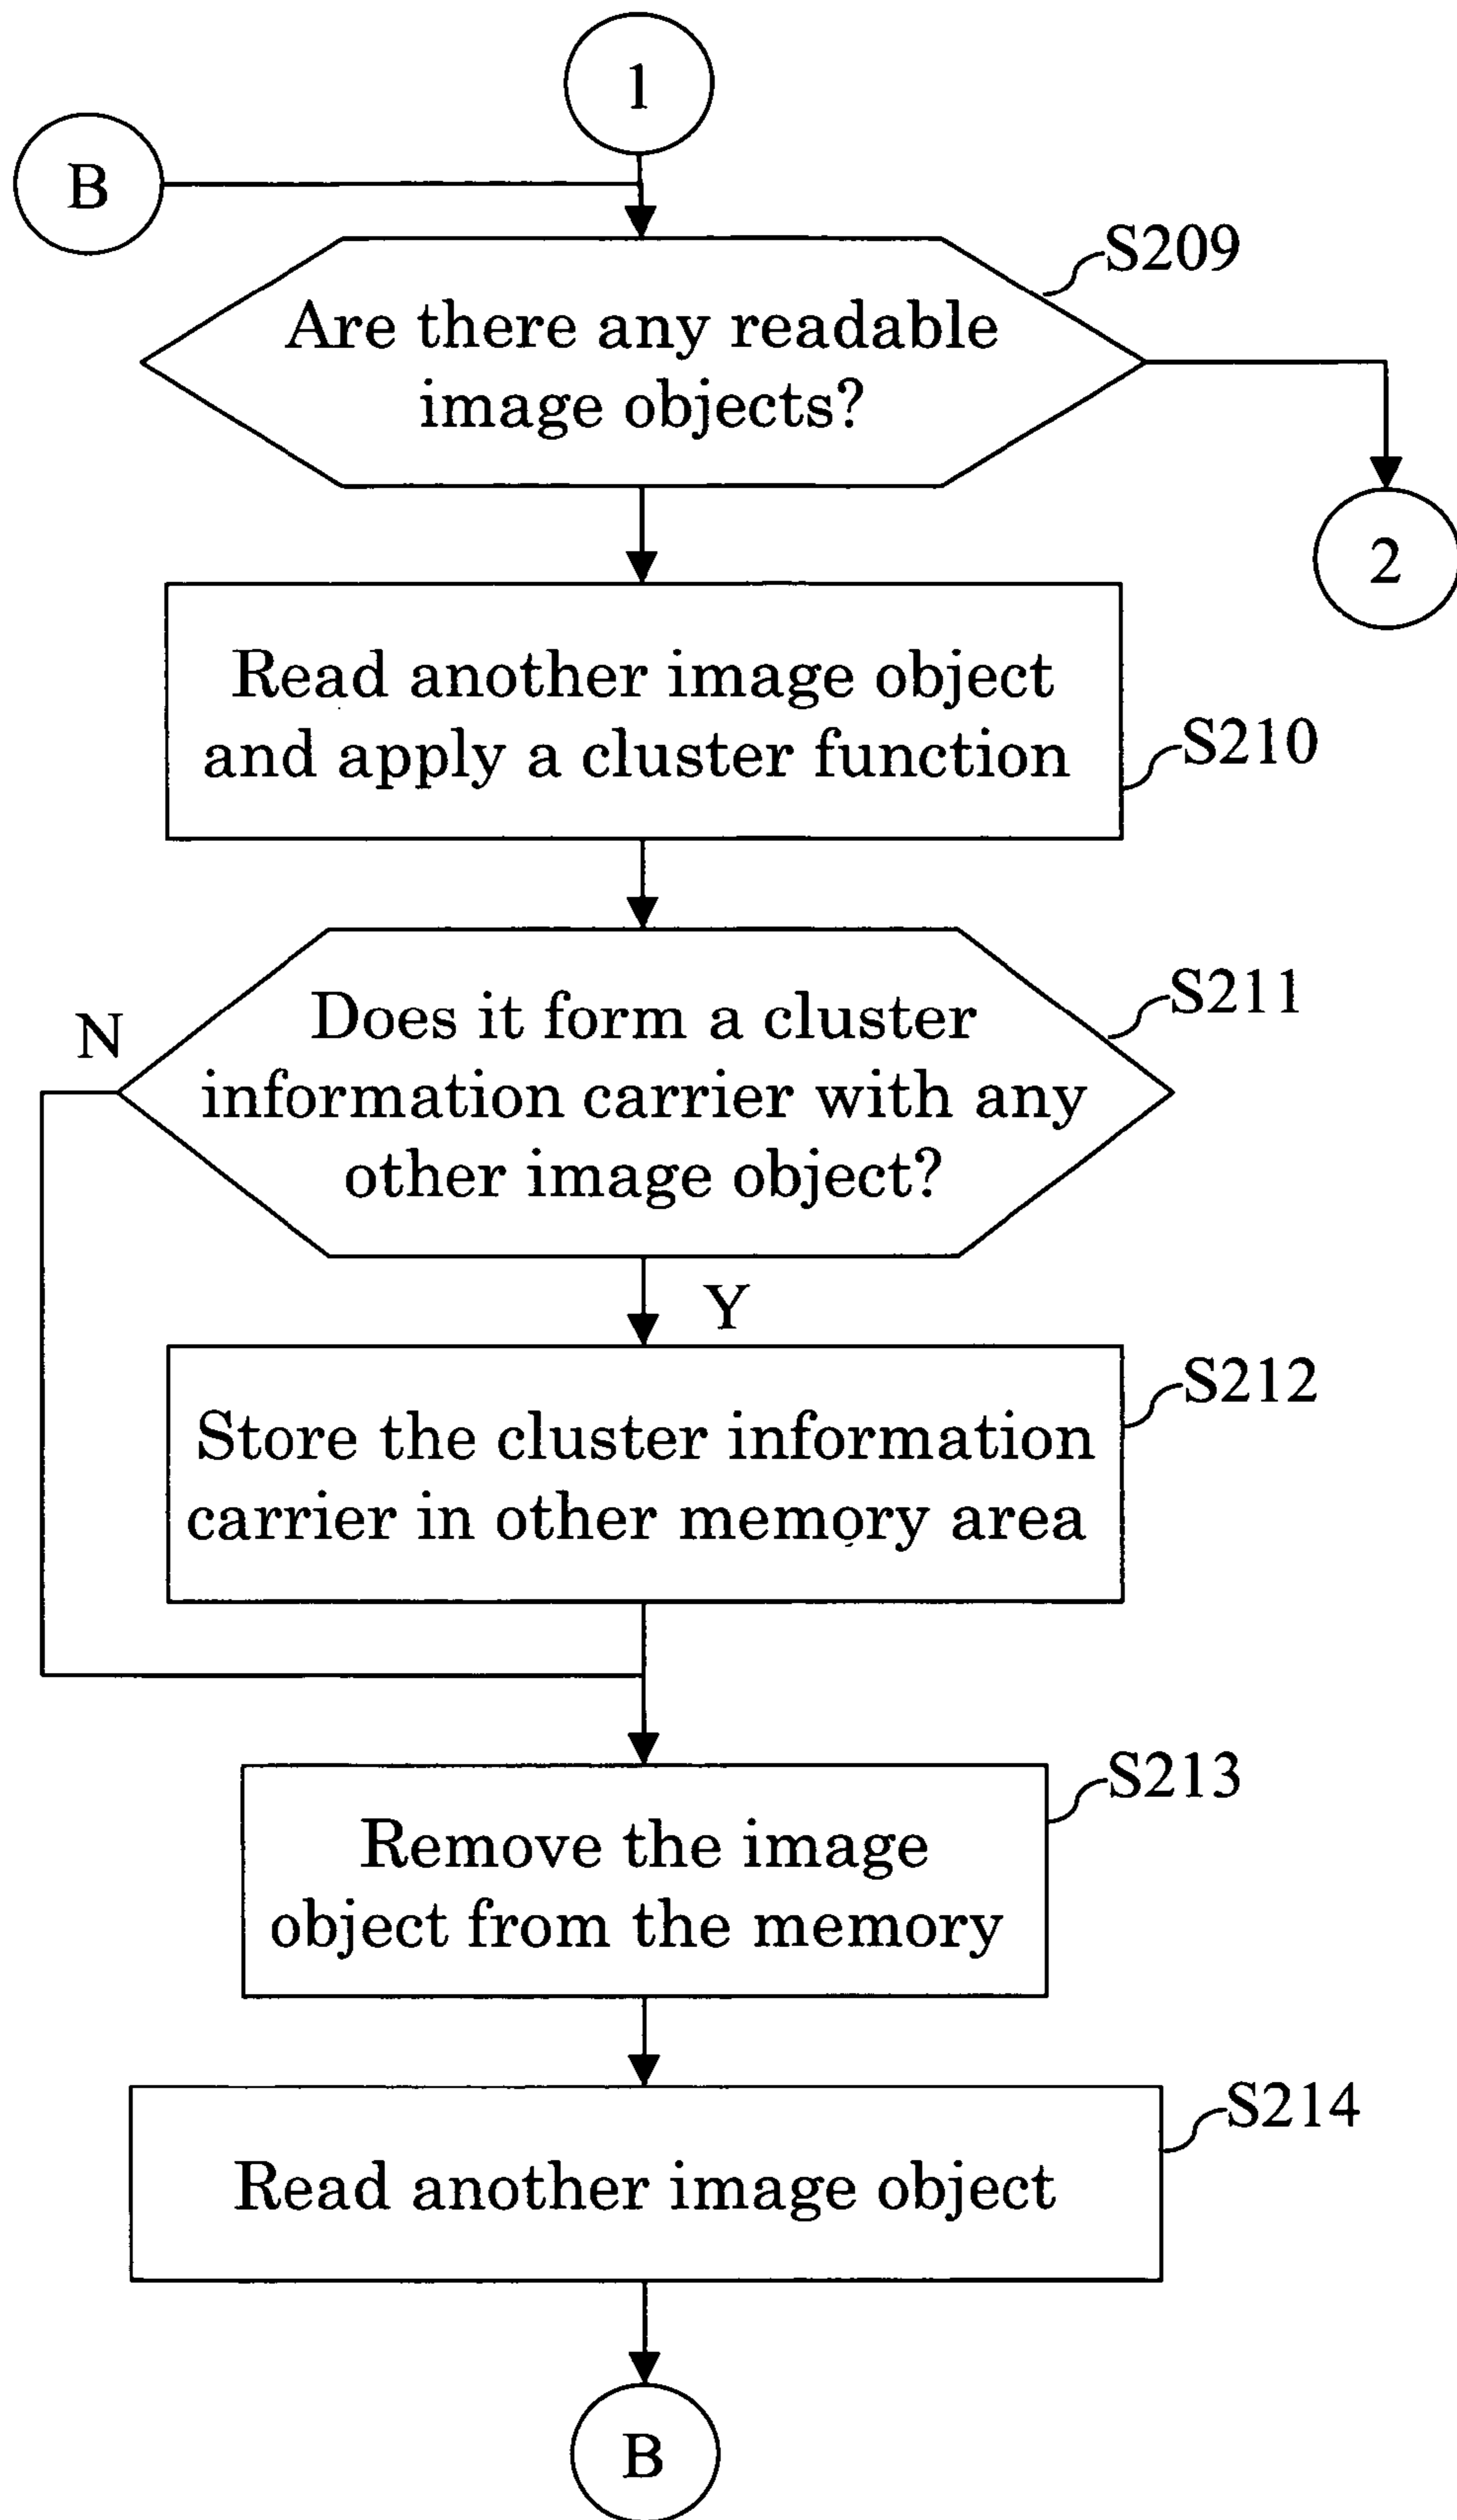 1
B
S209
Are there any readable
image objects?
2
Read another image object
and apply a cluster function
S210
S211
N
Does it form a cluster
information carrier with any
other image object?
Y
S212
Store the cluster information
carrier in other memory area
S213
Remove the image
object from the memory
S214
Read another image object
B